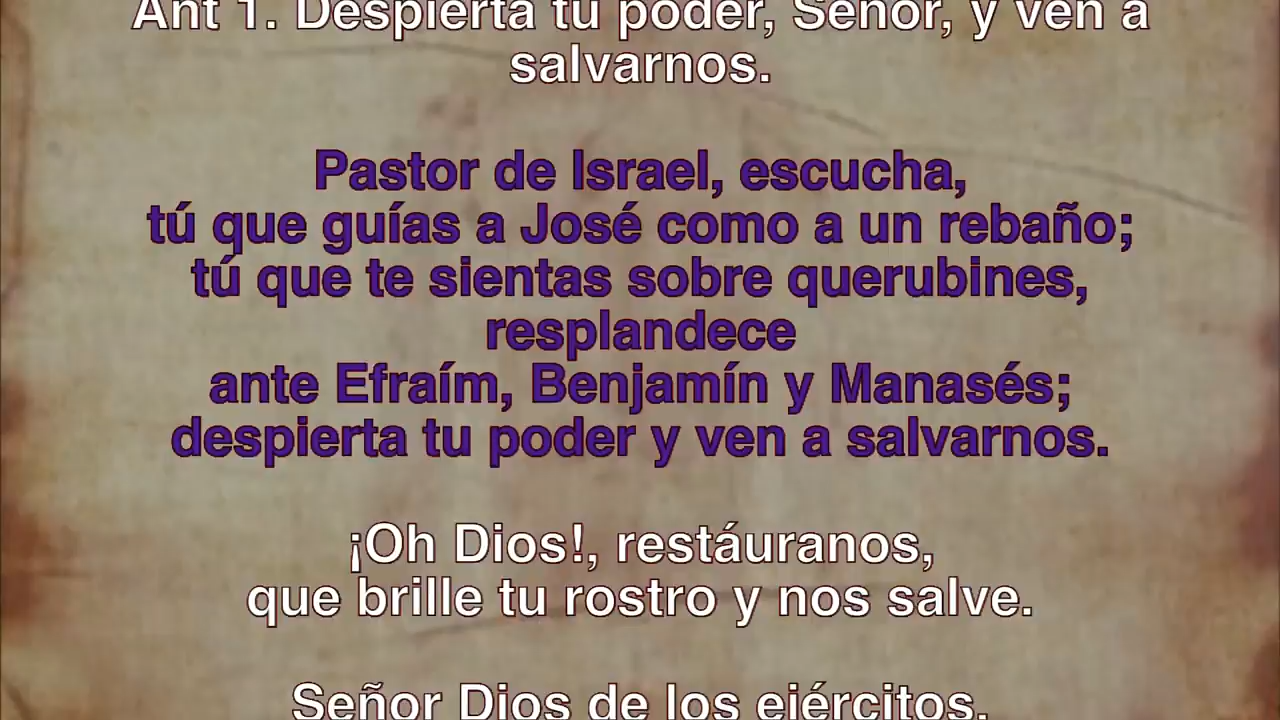 Ant 1. Despierta tu poder, Señor, y ven a
salvarnos.
Pastor de Israel, escucha,
tú que guías a José como a un rebaño;
tú que te sientas sobre querubines,
resplandece
ante Efraím, Benjamín y Manasés;
despierta tu poder y ven a salvarnos.
¡Oh Dios!, restáuranos,
que brille tu rostro y nos salve.
Señor Dios de los ejércitos,